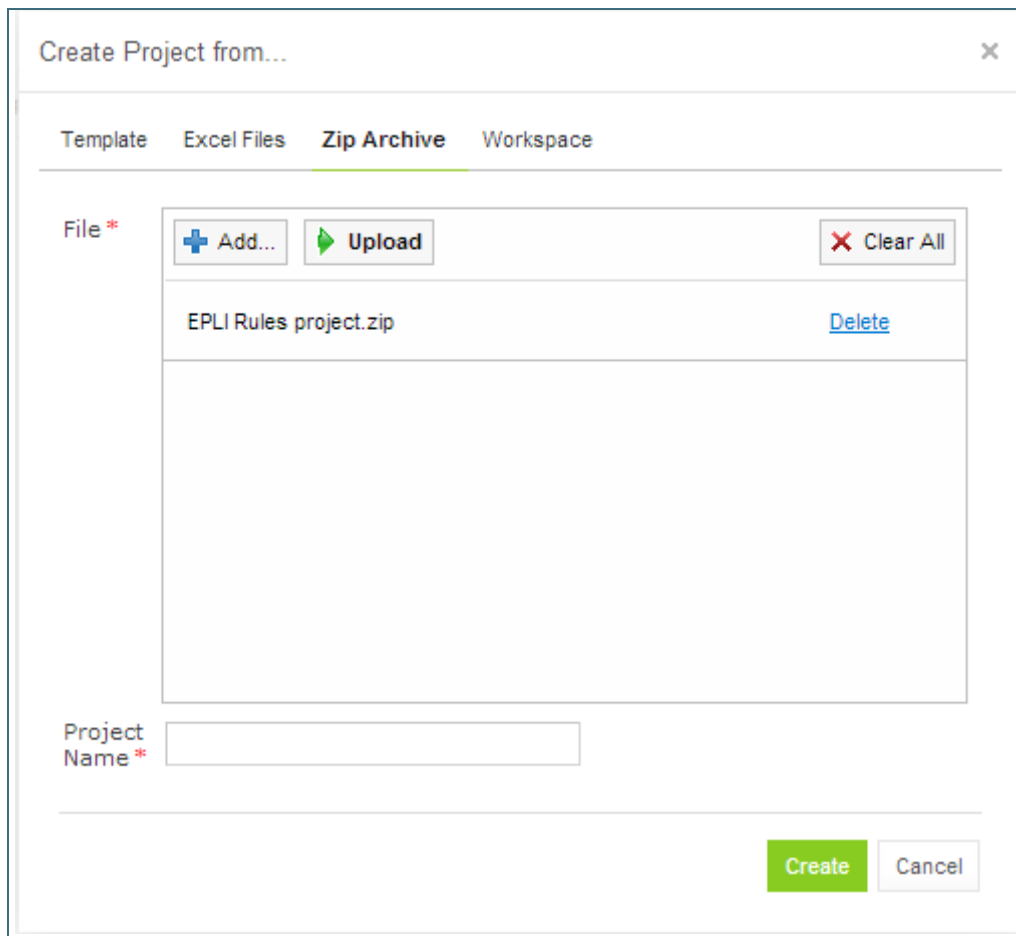 Create Project from...
Template Excel Files Zip Archive Workspace
File *
Add... Upload Clear All
EPLI Rules project.zip Delete
Project
Name *
Create Cancel